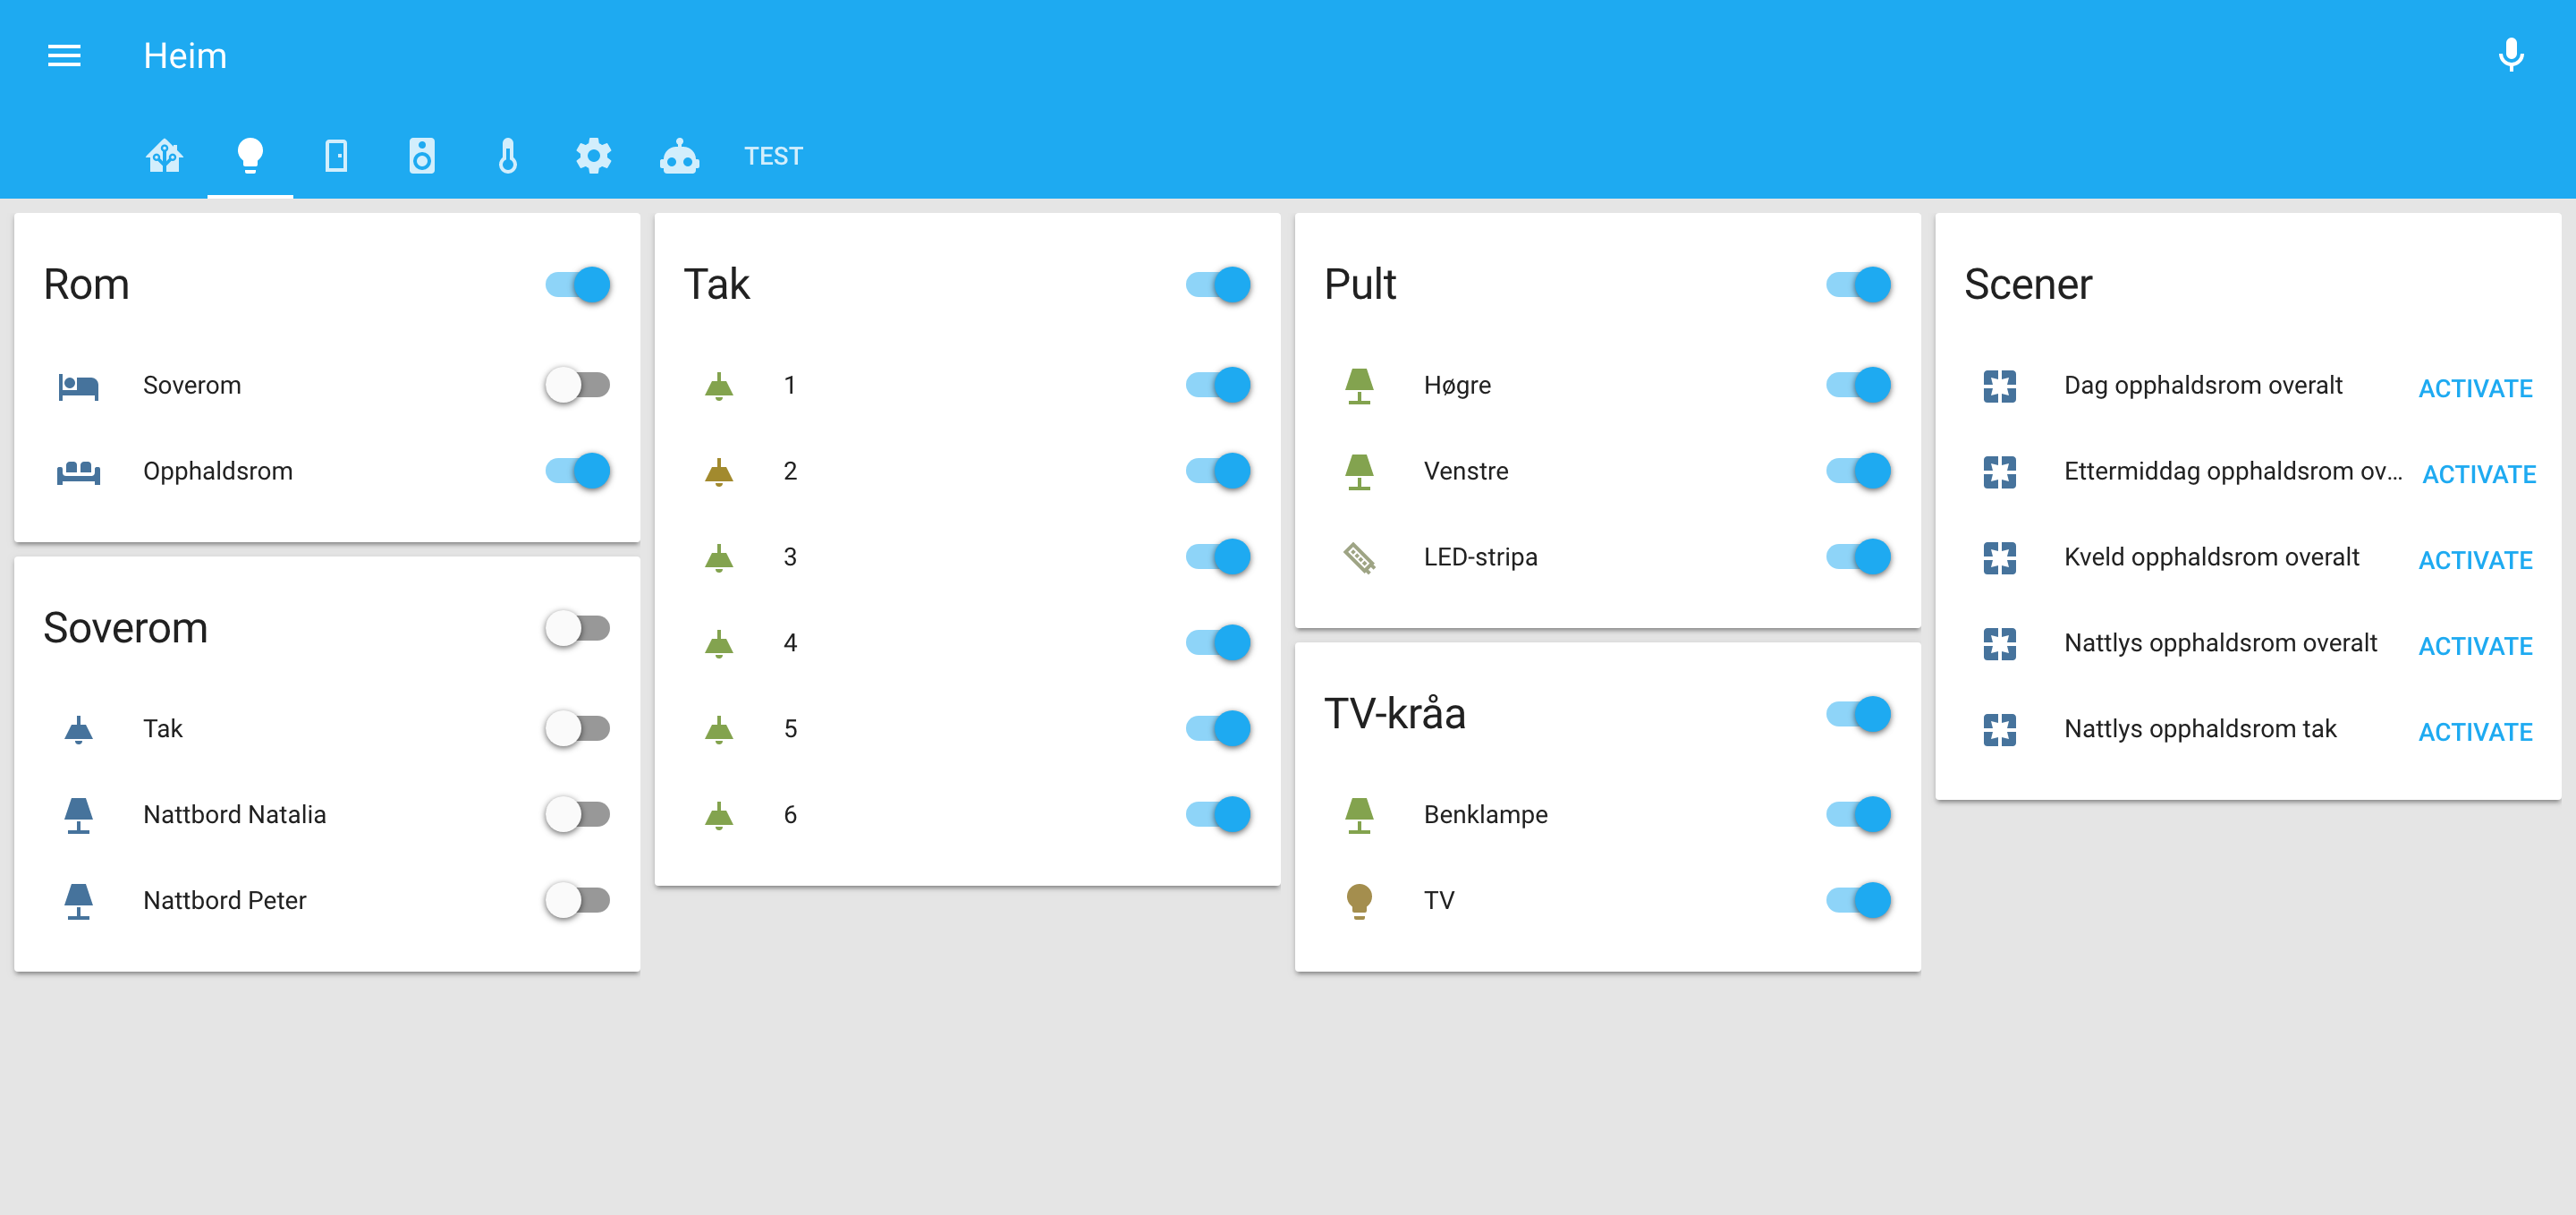 Heim
TEST
Rom
Soverom
Opphaldsrom
Soverom
Tak
Nattbord Natalia
Nattbord Peter
Tak
1
2
3
4
5
6
Pult
Høgre
Venstre
LED-stripa
TV-kråa
Benklampe
TV
Scener
Dag opphaldsrom overalt ACTIVATE
Ettermiddag opphaldsrom ov... ACTIVATE
Kveld opphaldsrom overalt ACTIVATE
Nattlys opphaldsrom overalt ACTIVATE
Nattlys opphaldsrom tak ACTIVATE